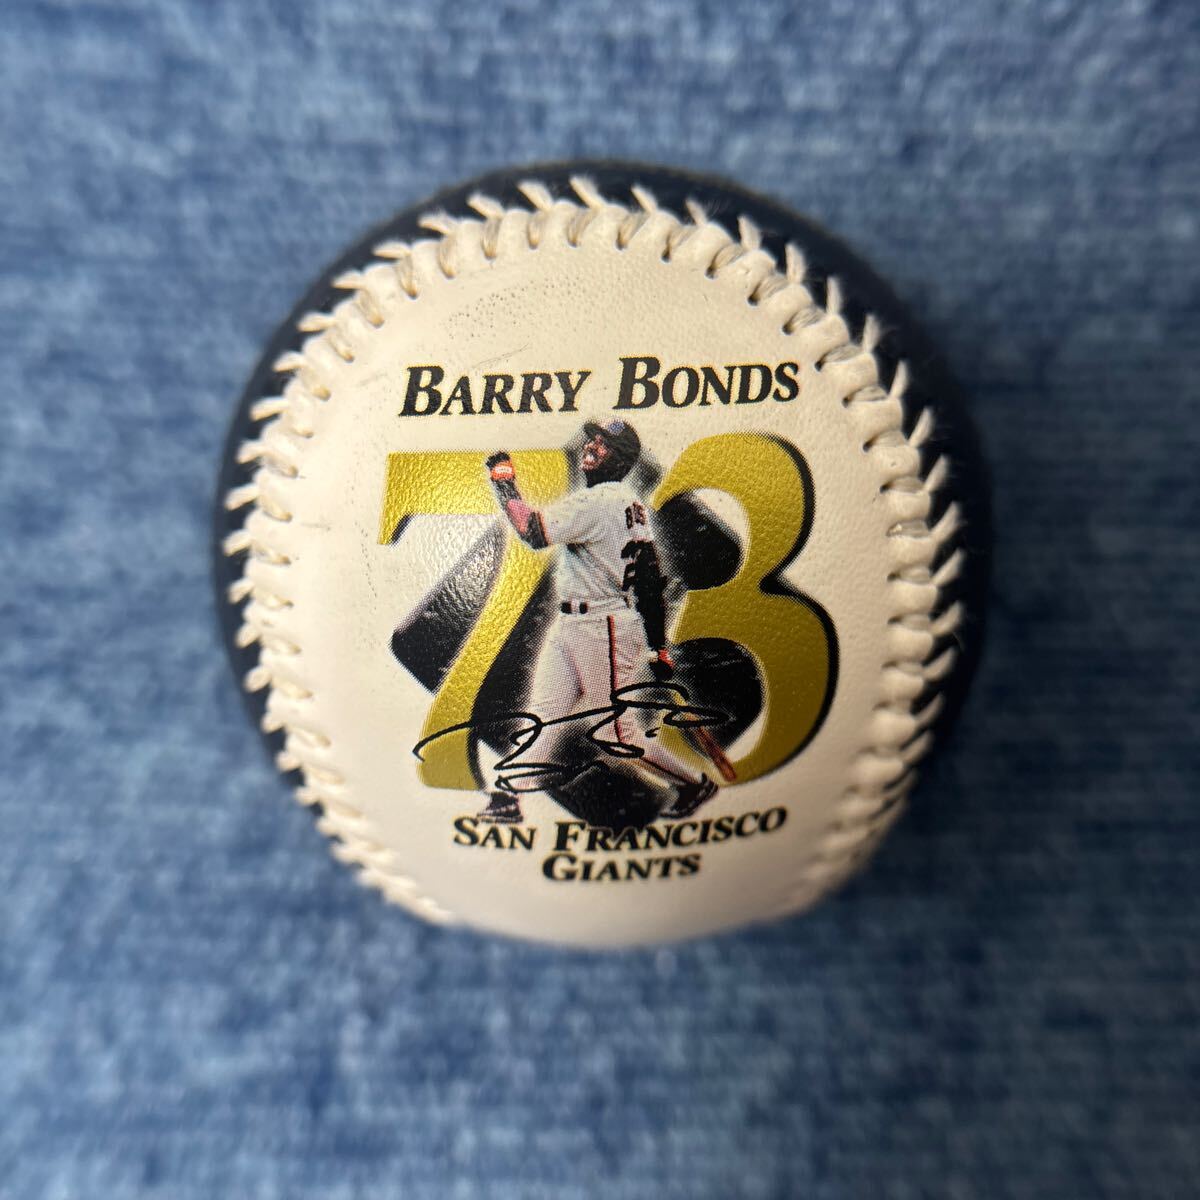 BARRY BONDS
73
SAN FRANCISCO
GIANTS